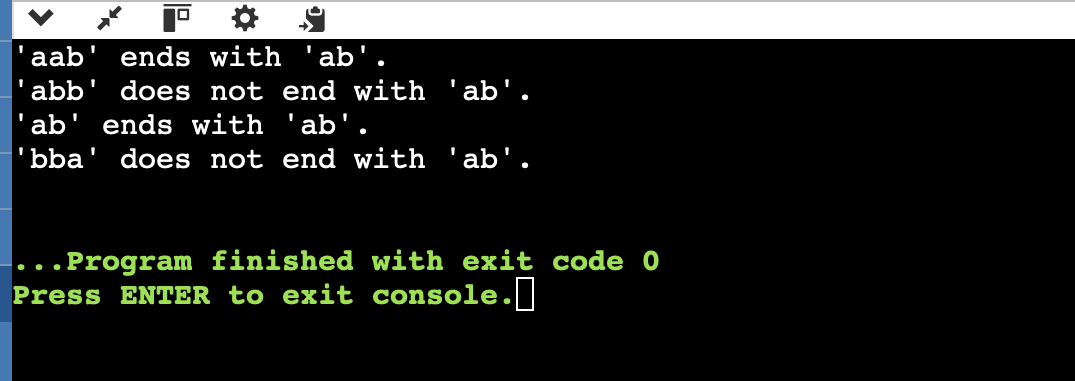 'aab' ends with 'ab'.
'abb' does not end with 'ab'.
'ab' ends with 'ab'.
'bba' does not end with 'ab'.
...Program finished with exit code 0
Press ENTER to exit console.